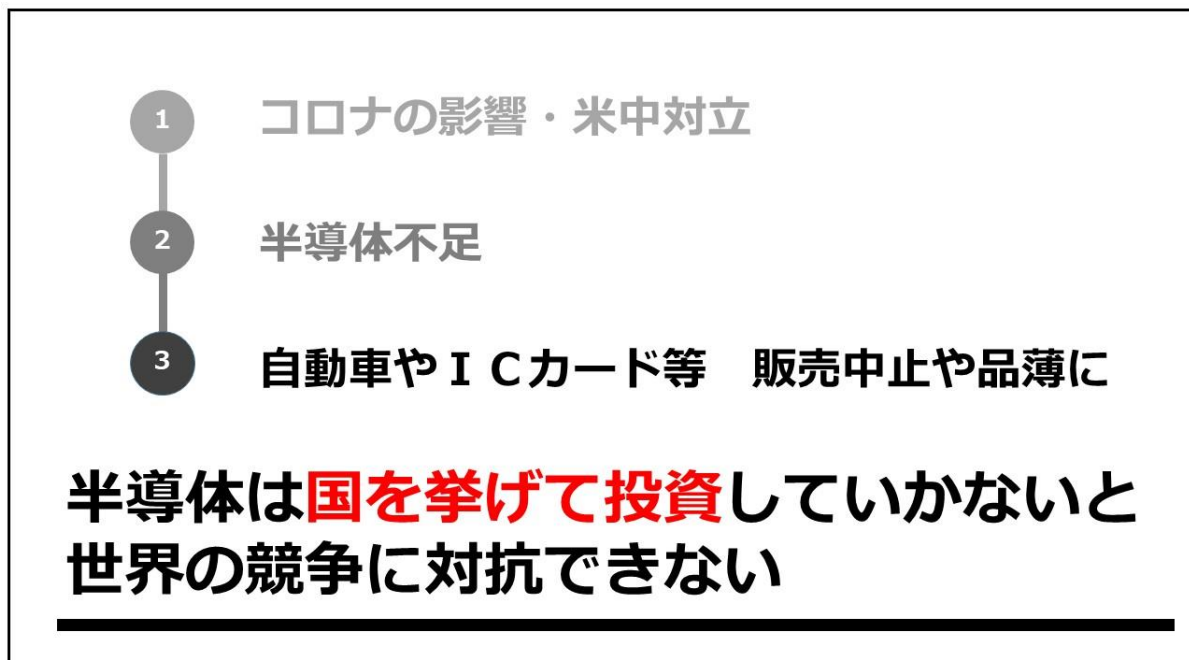 1 コロナの影響・米中対立
2 半導体不足
3 自動車やＩＣカード等　販売中止や品薄に
半導体は国を挙げて投資していかないと
世界の競争に対抗できない